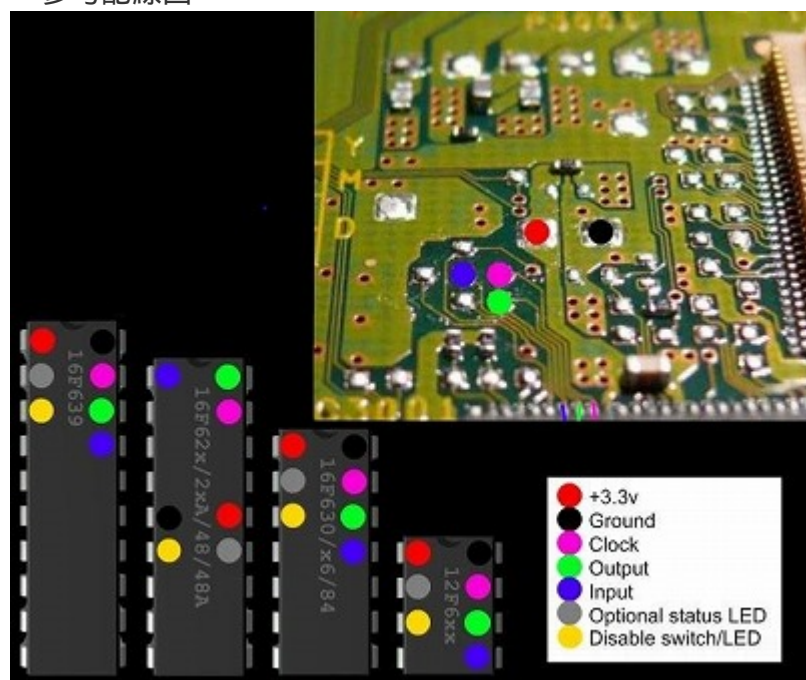 参考配線図
Y
M
D
16F639
16F62x/2xA/48/48A
16F630/x6/84
12F6xx
+3.3v
Ground
Clock
Output
Input
Optional status LED
Disable switch/LED